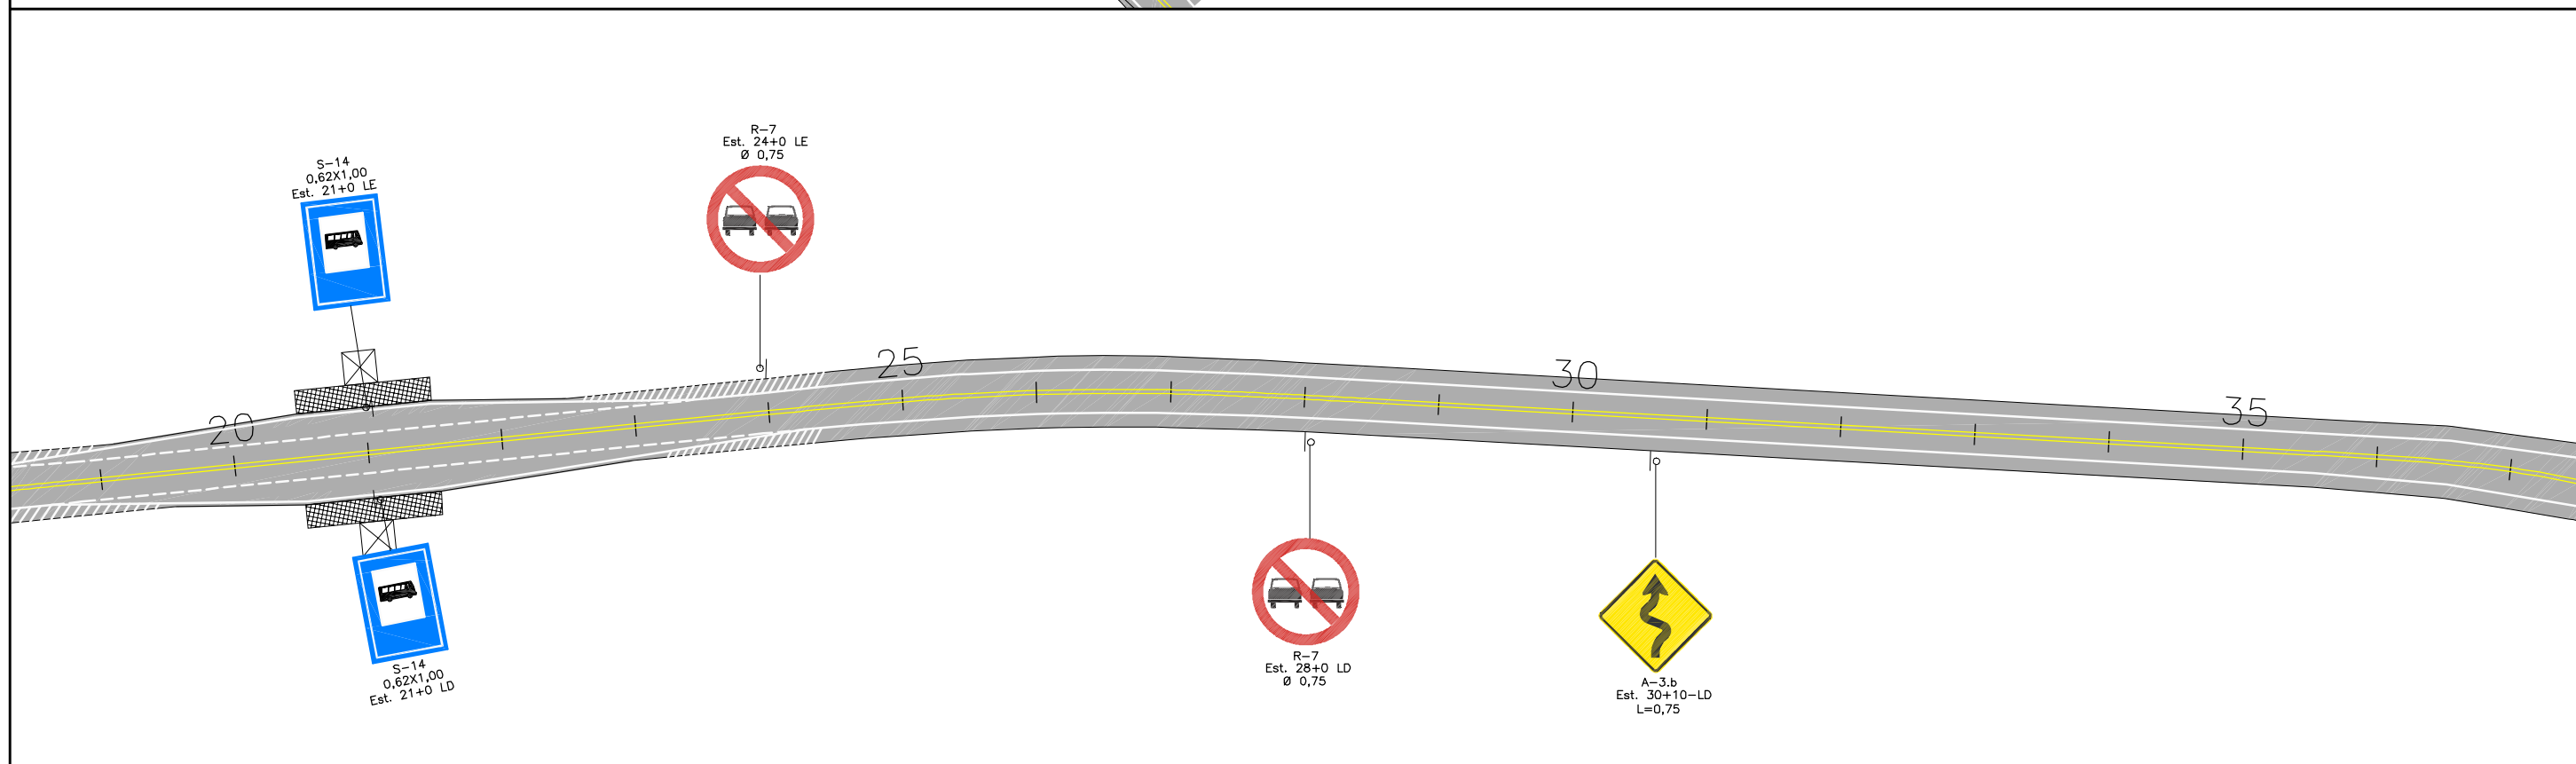 R-7
Est. 24+0 LE
Ø 0,75
S-14
0,62X1,00
Est. 21+0 LE
25
30
35
20
R-7
Est. 28+0 LD
Ø 0,75
S-14
0,62X1,00
Est. 21+0 LD
A-3.b
Est. 30+10-LD
L=0,75